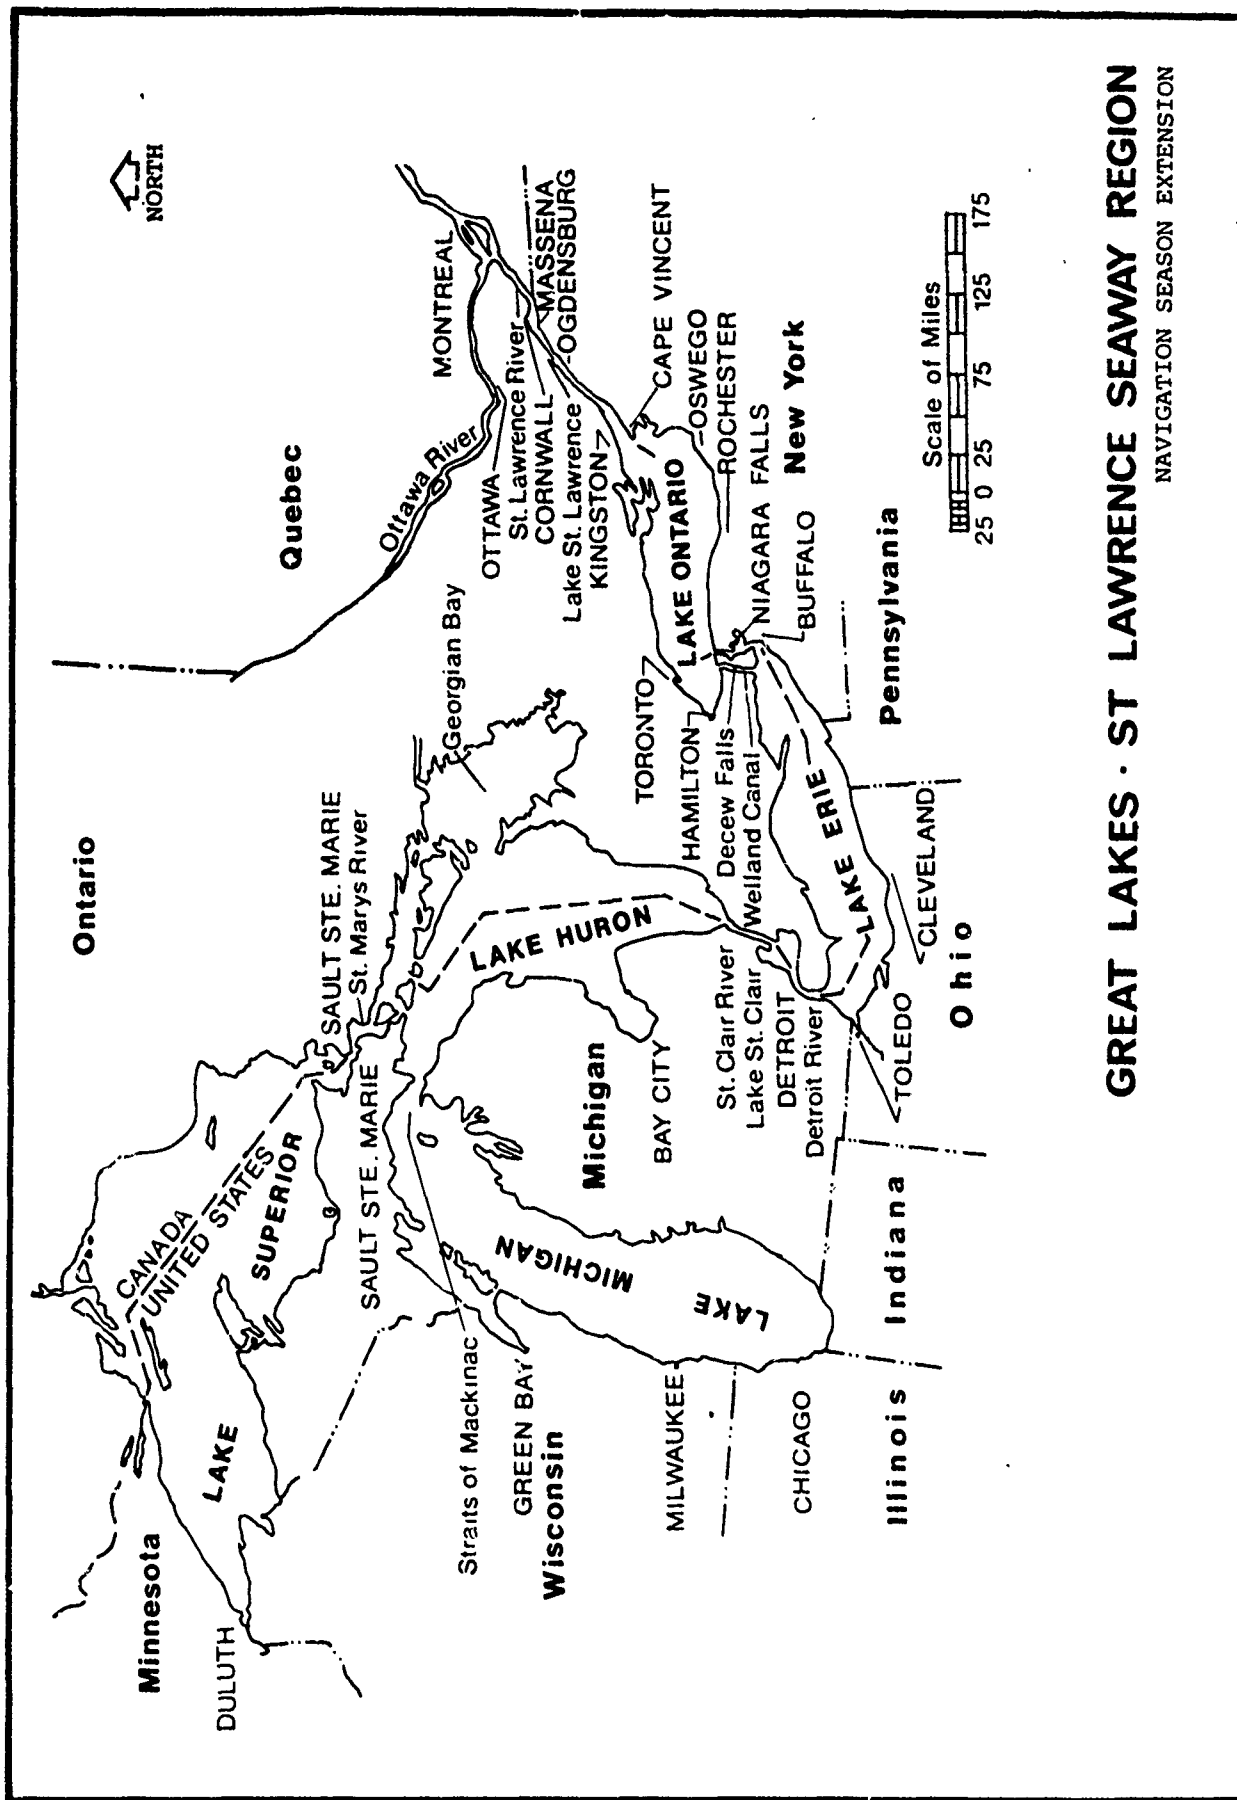 NORTH
Ontario
Quebec
Minnesota
CANADA
UNITED STATES
LAKE
SUPERIOR
DULUTH
SAULT STE. MARIE
St. Marys River
SAULT STE. MARIE
Georgian Bay
Ottawa River
MONTREAL
OTTAWA
St. Lawrence River
CORNWALL
Lake St. Lawrence
KINGSTON
MASSENA
OGDENSBURG
CAPE VINCENT
OSWEGO
ROCHESTER
NIAGARA FALLS
New York
BUFFALO
LAKE ONTARIO
TORONTO
HAMILTON
Decew Falls
Welland Canal
LAKE HURON
LAKE ERIE
Pennsylvania
CLEVELAND
Ohio
TOLEDO
St. Clair River
Lake St. Clair
DETROIT
Detroit River
BAY CITY
Michigan
LAKE
MICHIGAN
Straits of Mackinac
GREEN BAY
Wisconsin
MILWAUKEE
CHICAGO
Illinois
Indiana
Scale of Miles
25 0 25 75 125 175
GREAT LAKES · ST LAWRENCE SEAWAY REGION
NAVIGATION SEASON EXTENSION